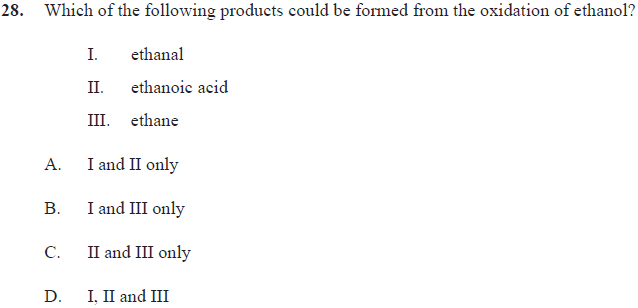 28. Which of the following products could be formed from the oxidation of ethanol?
I. ethanal
II. ethanoic acid
III. ethane
A. I and II only
B. I and III only
C. II and III only
D. I, II and III